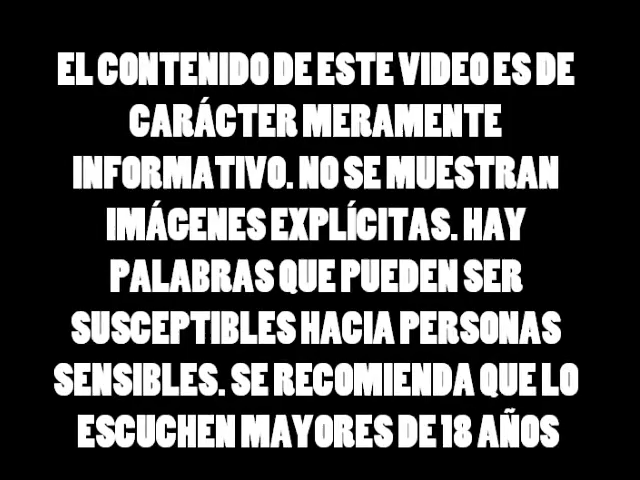 EL CONTENIDO DE ESTE VIDEO ES DE
CARÁCTER MERAMENTE
INFORMATIVO. NO SE MUESTRAN
IMÁGENES EXPLÍCITAS. HAY
PALABRAS QUE PUEDEN SER
SUSCEPTIBLES HACIA PERSONAS
SENSIBLES. SE RECOMIENDA QUE LO
ESCUCHEN MAYORES DE 18 AÑOS